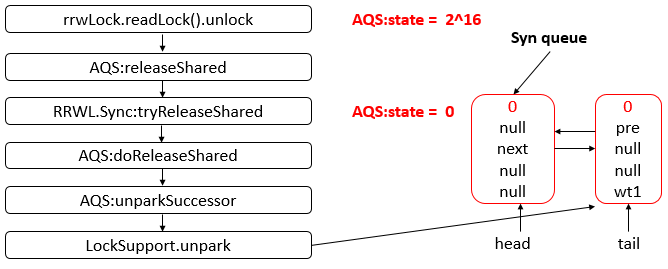 rrwLock.readLock().unlock
AQS:state = 2^16
Syn queue
AQS:releaseShared
RRWL.Sync:tryReleaseShared
AQS:state = 0
0
null
next
null
null
0
pre
null
null
wt1
AQS:doReleaseShared
AQS:unparkSuccessor
LockSupport.unpark
head
tail